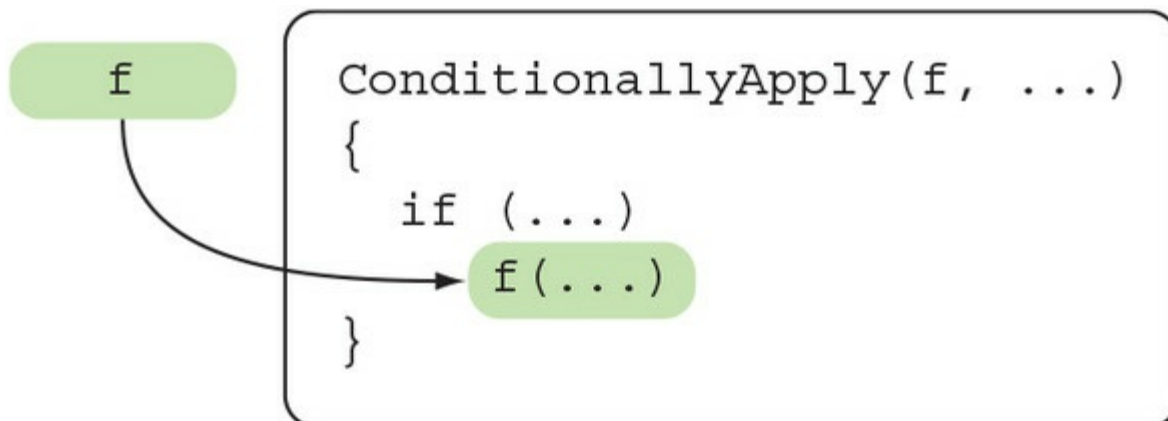 f
ConditionallyApply(f, ...)
{
if (...)
f(...)
}